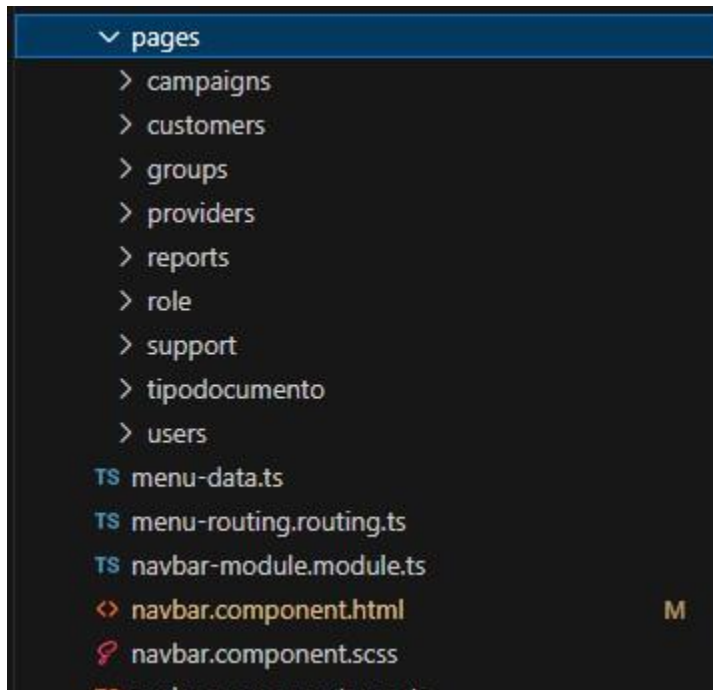 pages
campaigns
customers
groups
providers
reports
role
support
tipodocumento
users
TS menu-data.ts
TS menu-routing.routing.ts
TS navbar-module.module.ts
<> navbar.component.html M
navbar.component.scss